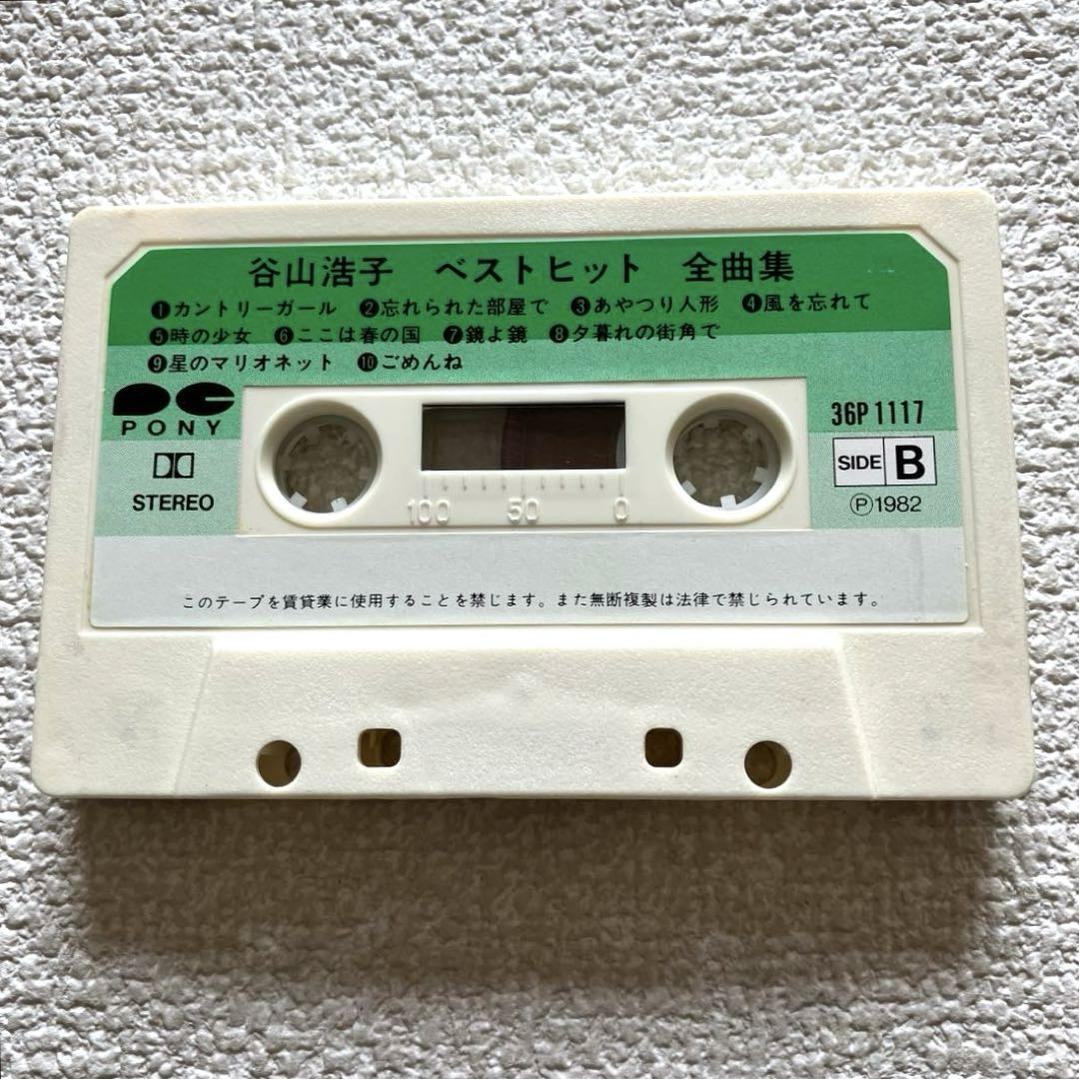 谷山浩子 ベストヒット 全曲集
❶カントリーガール ❷忘れられた部屋で ❸あやつり人形 ❹風を忘れて
❺時の少女 ❻ここは春の国 ❼鏡よ鏡 ❽夕暮れの街角で
❾星のマリオネット ❿ごめんね
PC
PONY
STEREO
36P 1117
SIDE B
Ⓟ1982
100 50 0
このテープを賃貸業に使用することを禁じます。また無断複製は法律で禁じられています。